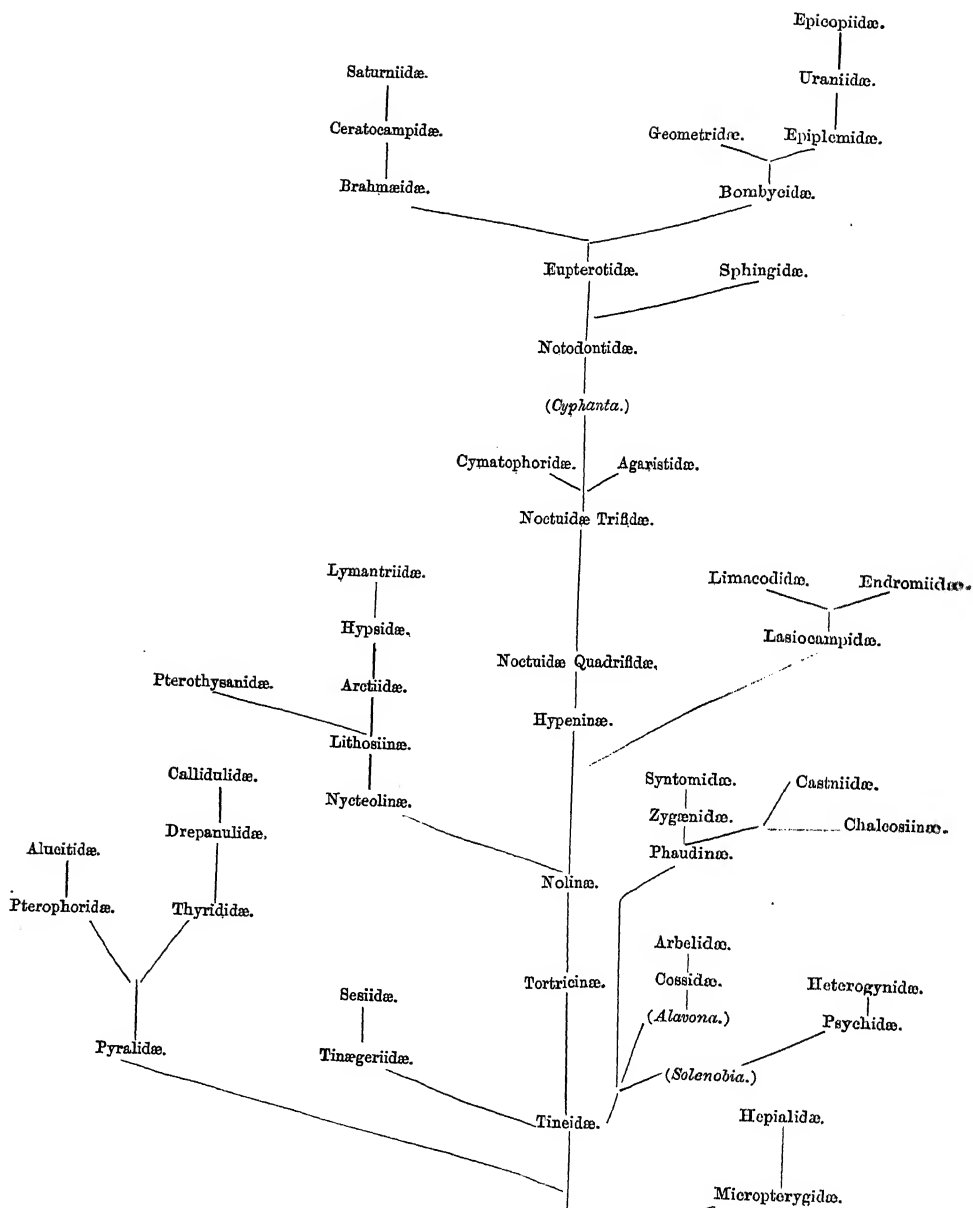 Epicopiidæ.
Saturniidæ.
Uraniidæ.
Ceratocampidæ.
Geometridæ.
Epiplemidæ.
Brahmæidæ.
Bombycidæ.
Eupterotidæ.
Sphingidæ.
Notodontidæ.
(Cyphanta.)
Cymatophoridæ.
Agaristidæ.
Noctuidæ Trifidæ.
Lymantriidæ.
Limacodidæ.
Endromiidæ.
Hypsidæ.
Lasiocampidæ.
Noctuidæ Quadrifidæ.
Pterothysanidæ.
Arctiidæ.
Hypeninæ.
Lithosiinæ.
Callidulidæ.
Syntomidæ.
Castniidæ.
Nycteolinæ.
Zygænidæ.
Chalcosiinæ.
Drepanulidæ.
Alucitidæ.
Phaudinæ.
Nolinæ.
Pterophoridæ.
Thyrididæ.
Arbelidæ.
Tortricinæ.
Cossidæ.
Heterogynidæ.
Sesiidæ.
(Alavona.)
Psychidæ.
Pyralidæ.
Tinægeriidæ.
(Solenobia.)
Tineidæ.
Hepialidæ.
Micropterygidæ.